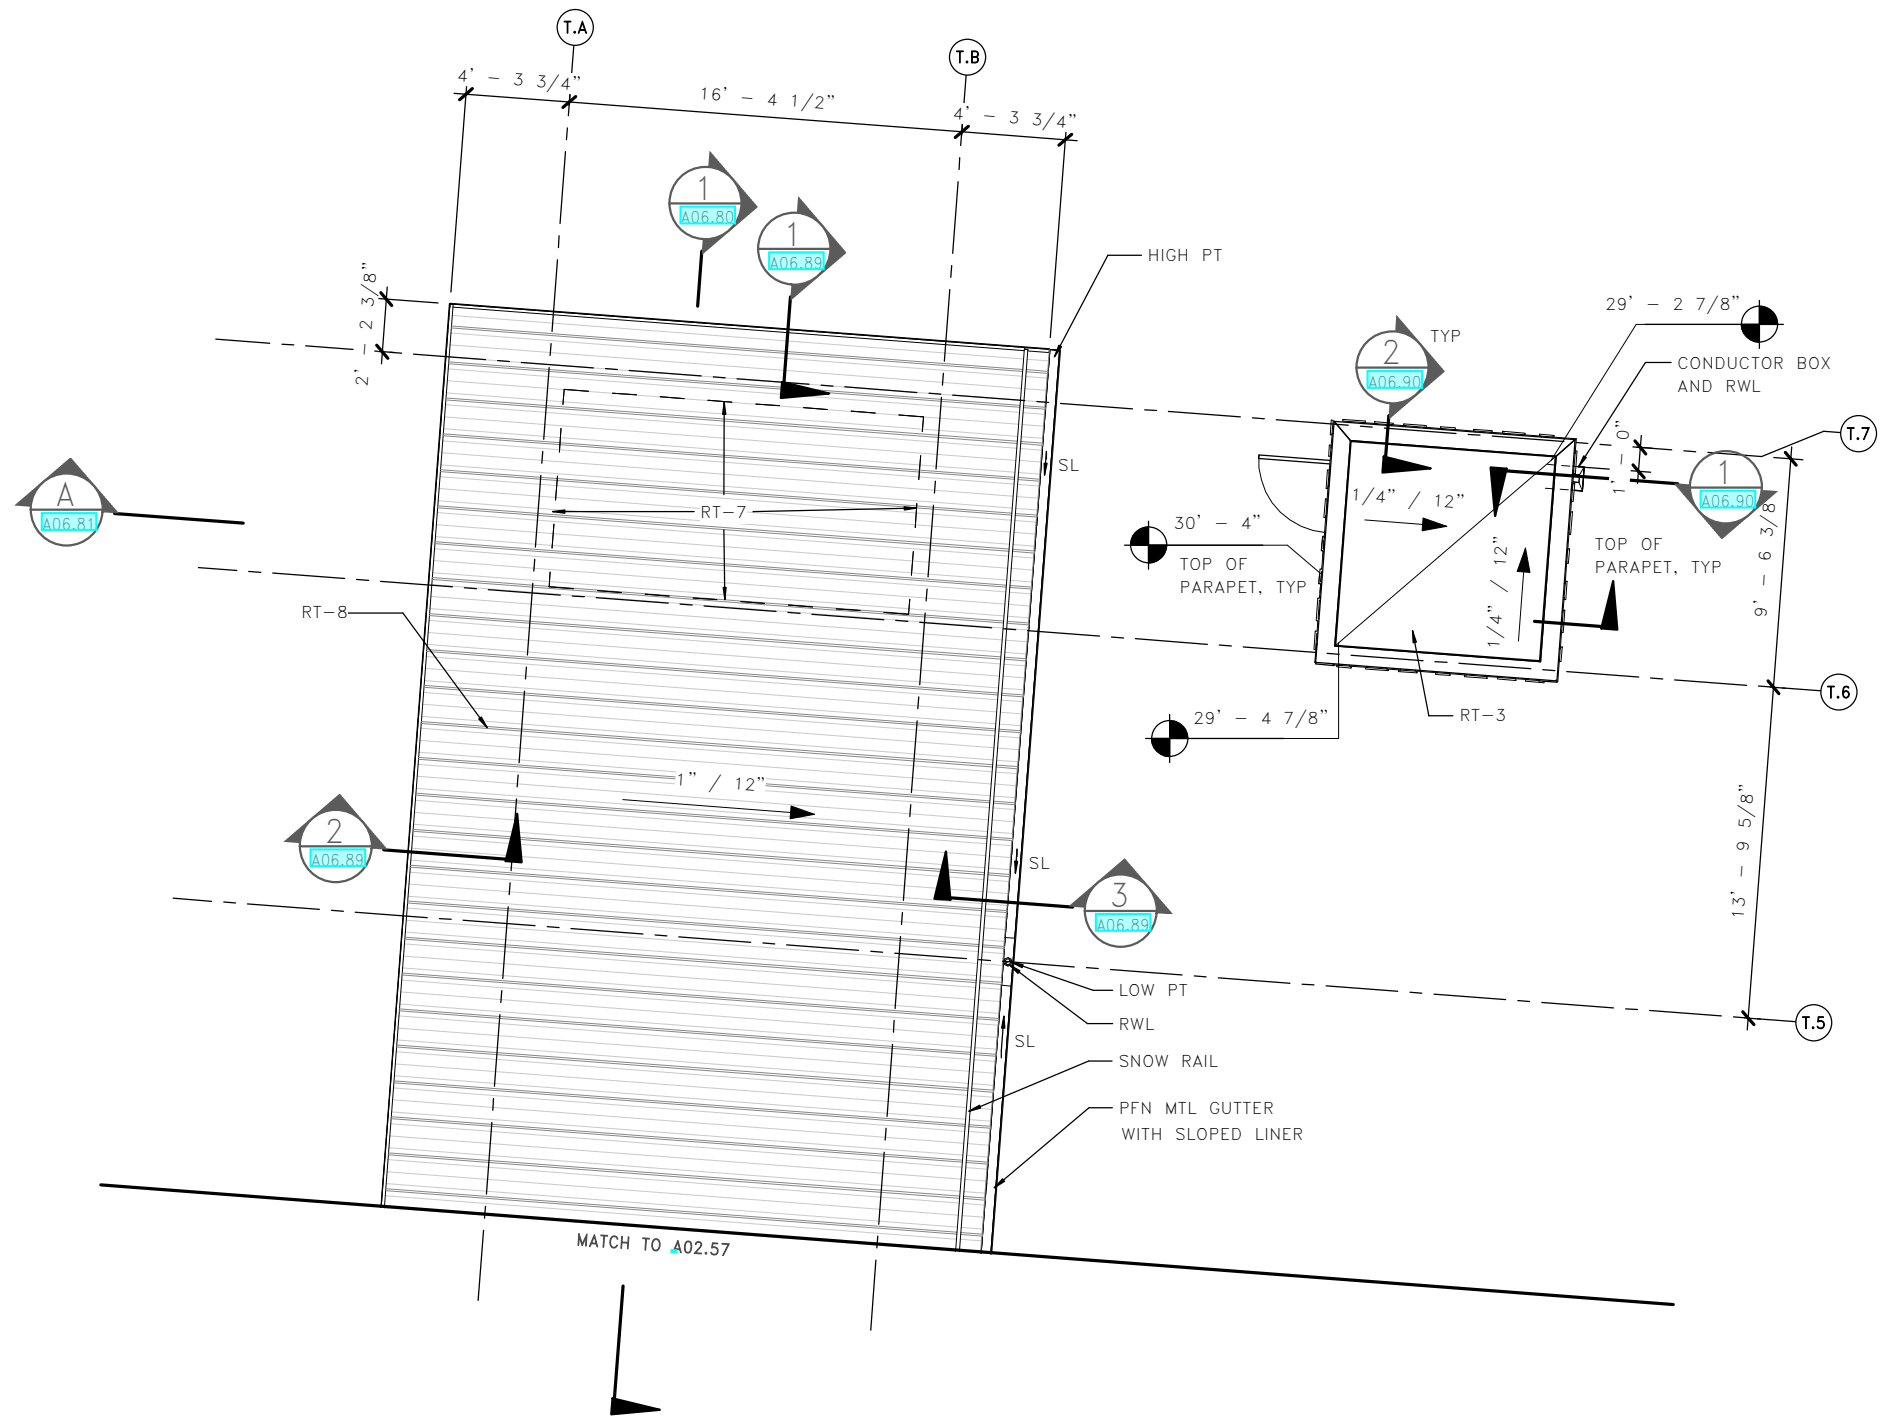 T.A
T.B
4' - 3 3/4"
16' - 4 1/2"
4' - 3 3/4"
1
A06.80
1
A06.89
HIGH PT
2' - 2 3/8"
29' - 2 7/8"
2
A06.90
TYP
CONDUCTOR BOX
AND RWL
T.7
1' - 0"
SL
1
A06.90
A
A06.81
RT-7
1/4" / 12"
30' - 4"
TOP OF
PARAPET, TYP
TOP OF
PARAPET, TYP
1/4" / 12"
9' - 6 3/8"
RT-8
T.6
29' - 4 7/8"
RT-3
1" / 12"
2
A06.89
SL
3
A06.89
13' - 9 5/8"
LOW PT
T.5
RWL
SL
SNOW RAIL
PFN MTL GUTTER
WITH SLOPED LINER
MATCH TO A02.57